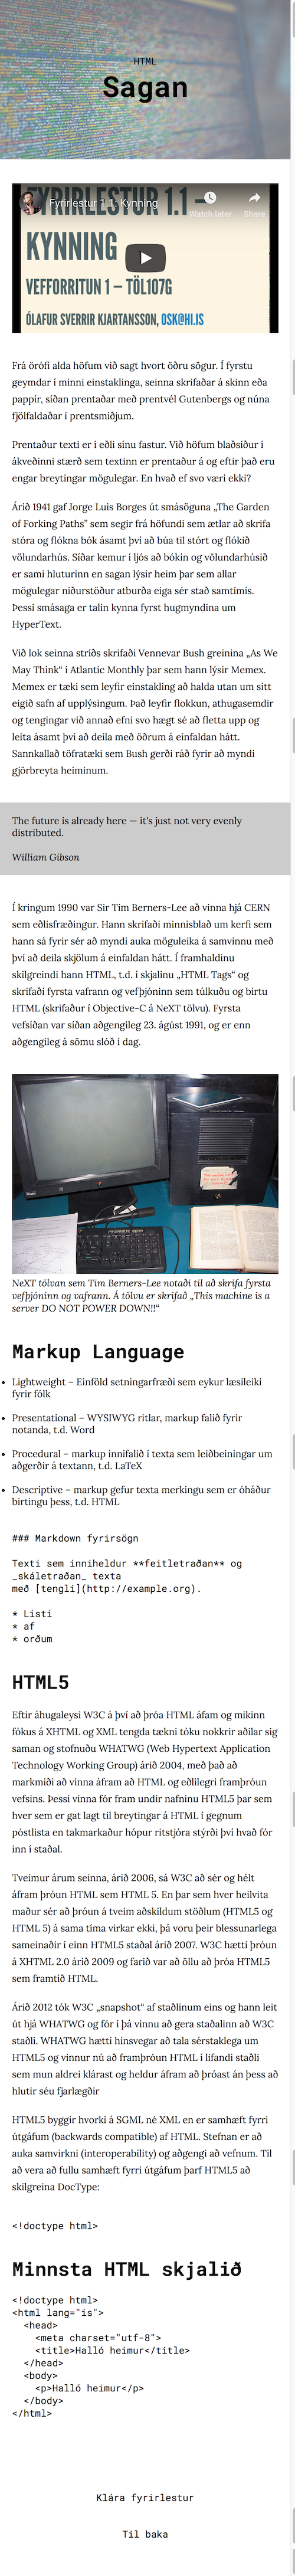 HTML
Sagan
Fyrirlestur 1.1: Kynning
Watch later
Share
FYRIRLESTUR 1.1 –
KYNNING
VEFFORRITUN 1 – TÖL107G
ÓLAFUR SVERRIR KJARTANSSON, OSK@HI.IS
Frá örófi alda höfum við sagt hvort öðru sögur. Í fyrstu
geymdar í minni einstaklinga, seinna skrifaðar á skinn eða
pappír, síðan prentaðar með prentvél Gutenbergs og núna
fjölfaldaðar í prentsmiðjum.
Prentaður texti er í eðli sínu fastur. Við höfum blaðsíður í
ákveðinni stærð sem textinn er prentaður á og eftir það eru
engar breytingar mögulegar. En hvað ef svo væri ekki?
Árið 1941 gaf Jorge Luis Borges út smásöguna „The Garden
of Forking Paths” sem segir frá höfundi sem ætlar að skrifa
stóra og flókna bók ásamt því að búa til stórt og flókið
völundarhús. Síðar kemur í ljós að bókin og völundarhúsið
er sami hluturinn en sagan lýsir heim þar sem allar
mögulegar niðurstöður atburða eiga sér stað samtímis.
Þessi smásaga er talin kynna fyrst hugmyndina um
HyperText.
Við lok seinna stríðs skrifaði Vennevar Bush greinina „As We
May Think“ í Atlantic Monthly þar sem hann lýsir Memex.
Memex er tæki sem leyfir einstakling að halda utan um sitt
eigið safn af upplýsingum. Það leyfir flokkun, athugasemdir
og tengingar við annað efni svo hægt sé að fletta upp og
leita ásamt því að deila með öðrum á einfaldan hátt.
Sannkallað töfratæki sem Bush gerði ráð fyrir að myndi
gjörbreyta heiminum.
The future is already here — it's just not very evenly
distributed.
William Gibson
Í kringum 1990 var Sir Tim Berners-Lee að vinna hjá CERN
sem eðlisfræðingur. Hann skrifaði minnisblað um kerfi sem
hann sá fyrir sér að myndi auka möguleika á samvinnu með
því að deila skjölum á einfaldan hátt. Í framhaldinu
skilgreindi hann HTML, t.d. í skjalinu „HTML Tags“ og
skrifaði fyrsta vafrann og vefþjóninn sem túlkuðu og birtu
HTML (skrifaður í Objective-C á NeXT tölvu). Fyrsta
vefsíðan var síðan aðgengileg 23. ágúst 1991, og er enn
aðgengileg á sömu slóð í dag.
NeXT tölvan sem Tim Berners-Lee notaði til að skrifa fyrsta
vefþjóninn og vafrann. Á tölvu er skrifað „This machine is a
server DO NOT POWER DOWN!!“
Markup Language
• Lightweight – Einföld setningarfræði sem eykur læsileiki
fyrir fólk
• Presentational – WYSIWYG ritlar, markup falið fyrir
notanda, t.d. Word
• Procedural – markup innifalið í texta sem leiðbeiningar um
aðgerðir á textann, t.d. LaTeX
• Descriptive – markup gefur texta merkingu sem er óháður
birtingu þess, t.d. HTML
### Markdown fyrirsögn
Texti sem inniheldur **feitletraðan** og
_skáletraðan_ texta
með [tengli](http://example.org).
* Listi
* af
* orðum
HTML5
Eftir áhugaleysi W3C á því að þróa HTML áfam og mikinn
fókus á XHTML og XML tengda tækni tóku nokkrir aðilar sig
saman og stofnuðu WHATWG (Web Hypertext Application
Technology Working Group) árið 2004, með það að
markmiði að vinna áfram að HTML og eðlilegri framþróun
vefsins. Þessi vinna fór fram undir nafninu HTML5 þar sem
hver sem er gat lagt til breytingar á HTML í gegnum
póstlista en takmarkaður hópur ritstjóra stýrði því hvað fór
inn í staðal.
Tveimur árum seinna, árið 2006, sá W3C að sér og hélt
áfram þróun HTML sem HTML 5. En þar sem hver heilvita
maður sér að þróun á tveim aðskildum stöðlum (HTML5 og
HTML 5) á sama tíma virkar ekki, þá voru þeir blessunarlega
sameinaðir í einn HTML5 staðal árið 2007. W3C hætti þróun
á XHTML 2.0 árið 2009 og farið var að öllu að þróa HTML5
sem framtíð HTML.
Árið 2012 tók W3C „snapshot“ af staðlinum eins og hann leit
út hjá WHATWG og fór í þá vinnu að gera staðalinn að W3C
staðli. WHATWG hætti hinsvegar að tala sérstaklega um
HTML5 og vinnur nú að framþróun HTML í lifandi staðli
sem mun aldrei klárast og heldur áfram að þróast án þess að
hlutir séu fjarlægðir
HTML5 byggir hvorki á SGML né XML en er samhæft fyrri
útgáfum (backwards compatible) af HTML. Stefnan er að
auka samvirkni (interoperability) og aðgengi að vefnum. Til
að vera að fullu samhæft fyrri útgáfum þarf HTML5 að
skilgreina DocType:
<!doctype html>
Minnsta HTML skjalið
<!doctype html>
<html lang="is">
<head>
<meta charset="utf-8">
<title>Halló heimur</title>
</head>
<body>
<p>Halló heimur</p>
</body>
</html>
Klára fyrirlestur
Til baka